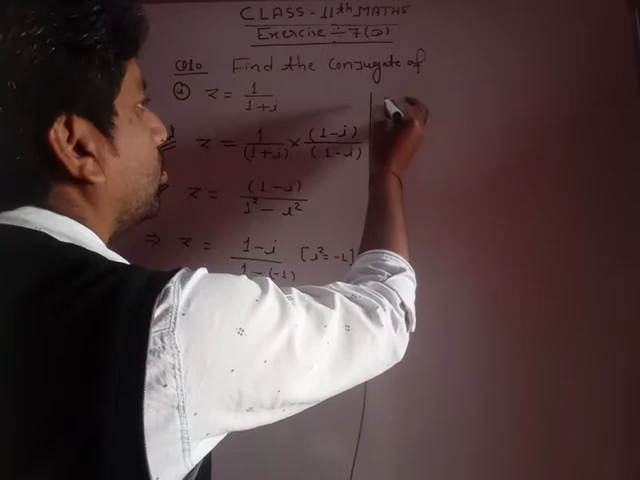 CLASS - 11th MATHS
Exercise ÷ 7(D)
Q10 Find the Conjugate of
z = 1/1+i
z = 1/(1+i) × (1-i)/(1-i)
z = (1-i)/1² - i²
⇒ z = 1-i/1-(-1) [i² = -1]